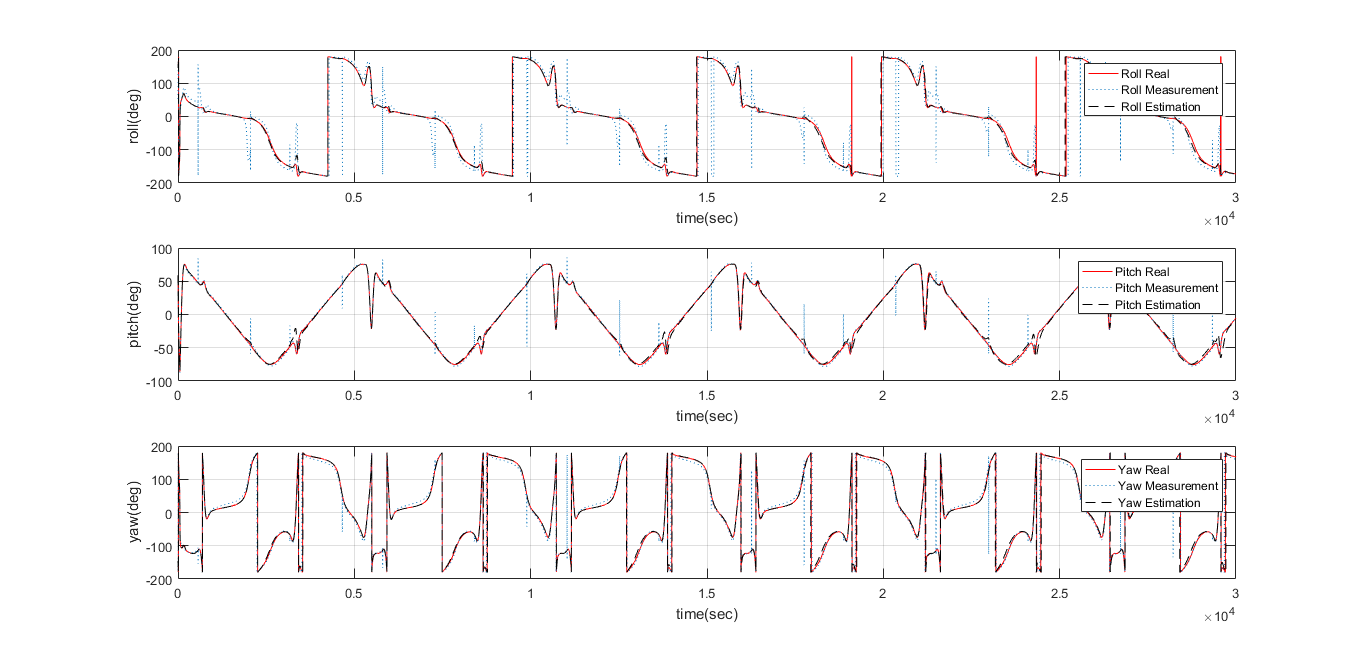 200
100
0
-100
-200
roll(deg)
Roll Real
Roll Measurement
Roll Estimation
0 0.5 1 1.5 2 2.5 3
time(sec)
×10⁴
100
50
0
-50
-100
pitch(deg)
Pitch Real
Pitch Measurement
Pitch Estimation
0 0.5 1 1.5 2 2.5 3
time(sec)
×10⁴
200
100
0
-100
-200
yaw(deg)
Yaw Real
Yaw Measurement
Yaw Estimation
0 0.5 1 1.5 2 2.5 3
time(sec)
×10⁴